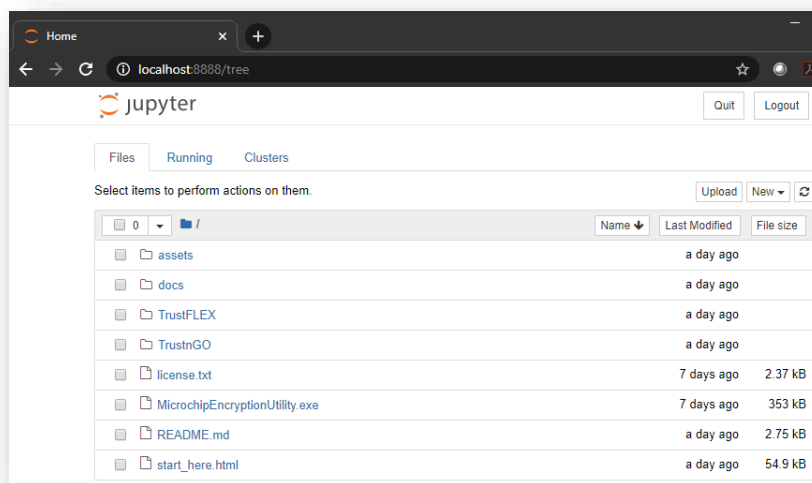 Home
localhost:8888/tree
jupyter
Quit Logout
Files Running Clusters
Select items to perform actions on them.
Upload New
0 / Name Last Modified File size
assets a day ago
docs a day ago
TrustFLEX a day ago
TrustnGO a day ago
license.txt 7 days ago 2.37 kB
MicrochipEncryptionUtility.exe 7 days ago 353 kB
README.md a day ago 2.75 kB
start_here.html a day ago 54.9 kB